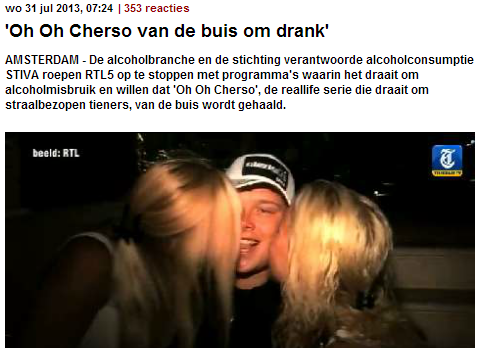 wo 31 jul 2013, 07:24 | 353 reacties
'Oh Oh Cherso van de buis om drank'
AMSTERDAM - De alcoholbranche en de stichting verantwoorde alcoholconsumptie
STIVA roepen RTL5 op te stoppen met programma's waarin het draait om
alcoholmisbruik en willen dat 'Oh Oh Cherso', de reallife serie die draait om
straalbezopen tieners, van de buis wordt gehaald.
beeld: RTL
T